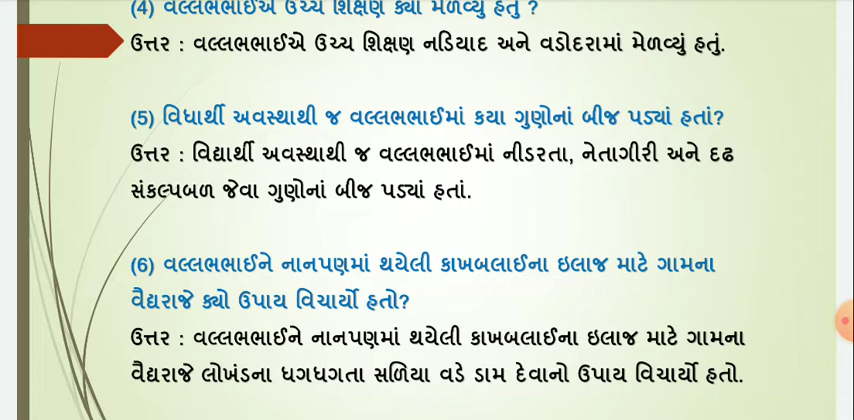 (4) વલ્લભભાઈએ ઉચ્ચ શિક્ષણ ક્યાં મેળવ્યું હતું ?
ઉત્તર : વલ્લભભાઈએ ઉચ્ચ શિક્ષણ નડિયાદ અને વડોદરામાં મેળવ્યું હતું.
(5) વિધાર્થી અવસ્થાથી જ વલ્લભભાઈમાં કયા ગુણોનાં બીજ પડ્યાં હતાં?
ઉત્તર : વિદ્યાર્થી અવસ્થાથી જ વલ્લભભાઈમાં નીડરતા, નેતાગીરી અને દઢ
સંકલ્પબળ જેવા ગુણોનાં બીજ પડ્યાં હતાં.
(6) વલ્લભભાઈને નાનપણમાં થયેલી કાખબલાઈના ઇલાજ માટે ગામના
વૈદ્યરાજે ક્યો ઉપાય વિચાર્યો હતો?
ઉત્તર : વલ્લભભાઈને નાનપણમાં થયેલી કાખબલાઈના ઇલાજ માટે ગામના
વૈદ્યરાજે લોખંડના ધગધગતા સળિયા વડે ડામ દેવાનો ઉપાય વિચાર્યો હતો.